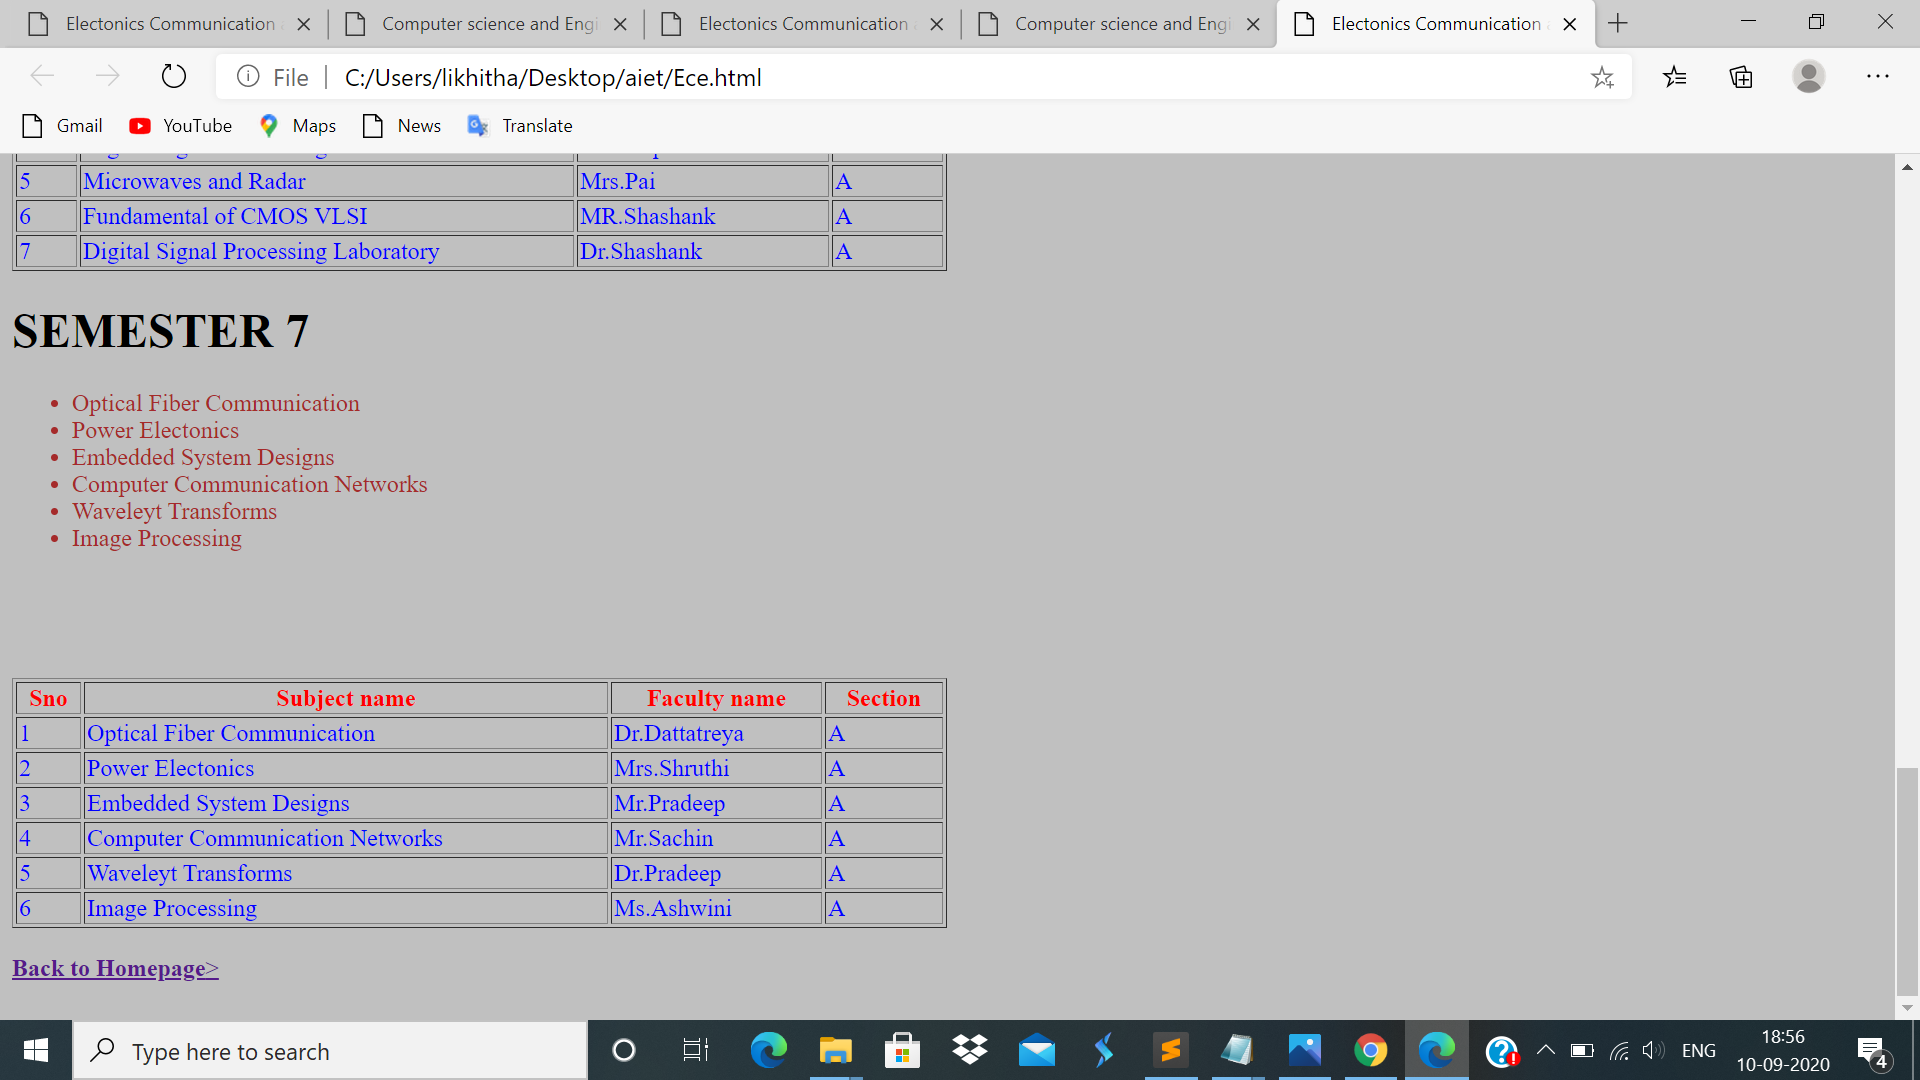 Electonics Communication
Computer science and Engi
Electonics Communication
Computer science and Engi
Electonics Communication
File
C:/Users/likhitha/Desktop/aiet/Ece.html
Gmail
YouTube
Maps
News
Translate
5 Microwaves and Radar Mrs.Pai A
6 Fundamental of CMOS VLSI MR.Shashank A
7 Digital Signal Processing Laboratory Dr.Shashank A
SEMESTER 7
• Optical Fiber Communication
• Power Electonics
• Embedded System Designs
• Computer Communication Networks
• Waveleyt Transforms
• Image Processing
Sno Subject name Faculty name Section
1 Optical Fiber Communication Dr.Dattatreya A
2 Power Electonics Mrs.Shruthi A
3 Embedded System Designs Mr.Pradeep A
4 Computer Communication Networks Mr.Sachin A
5 Waveleyt Transforms Dr.Pradeep A
6 Image Processing Ms.Ashwini A
Back to Homepage>
Type here to search
ENG
18:56
10-09-2020
4